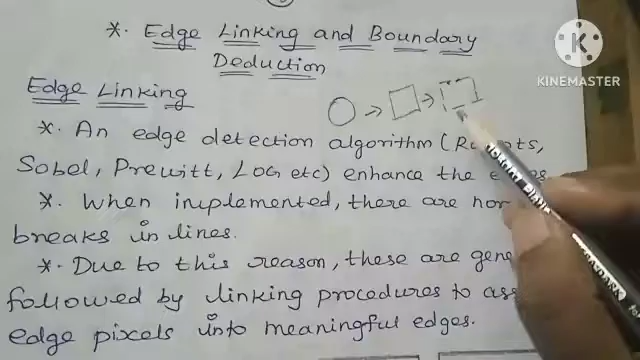 *. Edge Linking and Boundary
Deduction
KINEMASTER
Edge Linking
*. An edge detection algorithm (
Sobel, Prewitt, LoG etc) enhance the
*. When implemented, there are
breaks in lines.
*. Due to this reason, these are
followed by linking procedures to
edge pixels into meaningful edges.